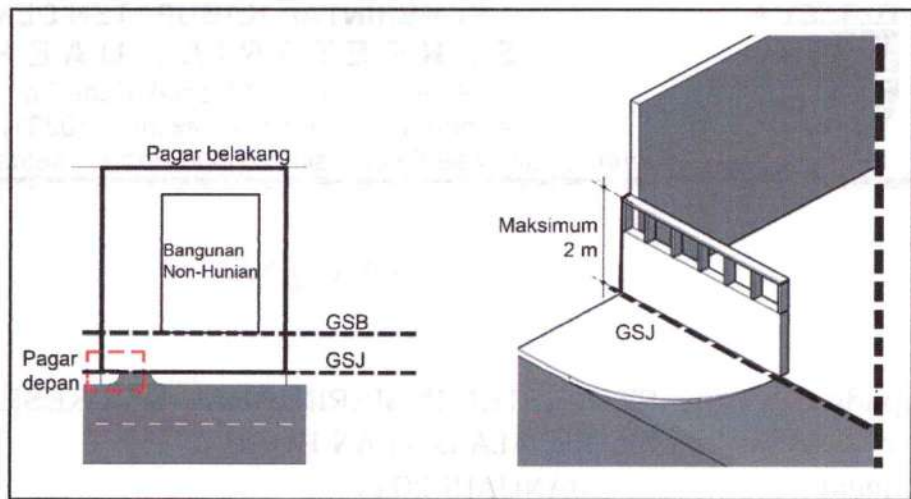 Pagar belakang
Bangunan
Non-Hunian
GSB
GSJ
Pagar
depan
Maksimum
2 m
GSJ